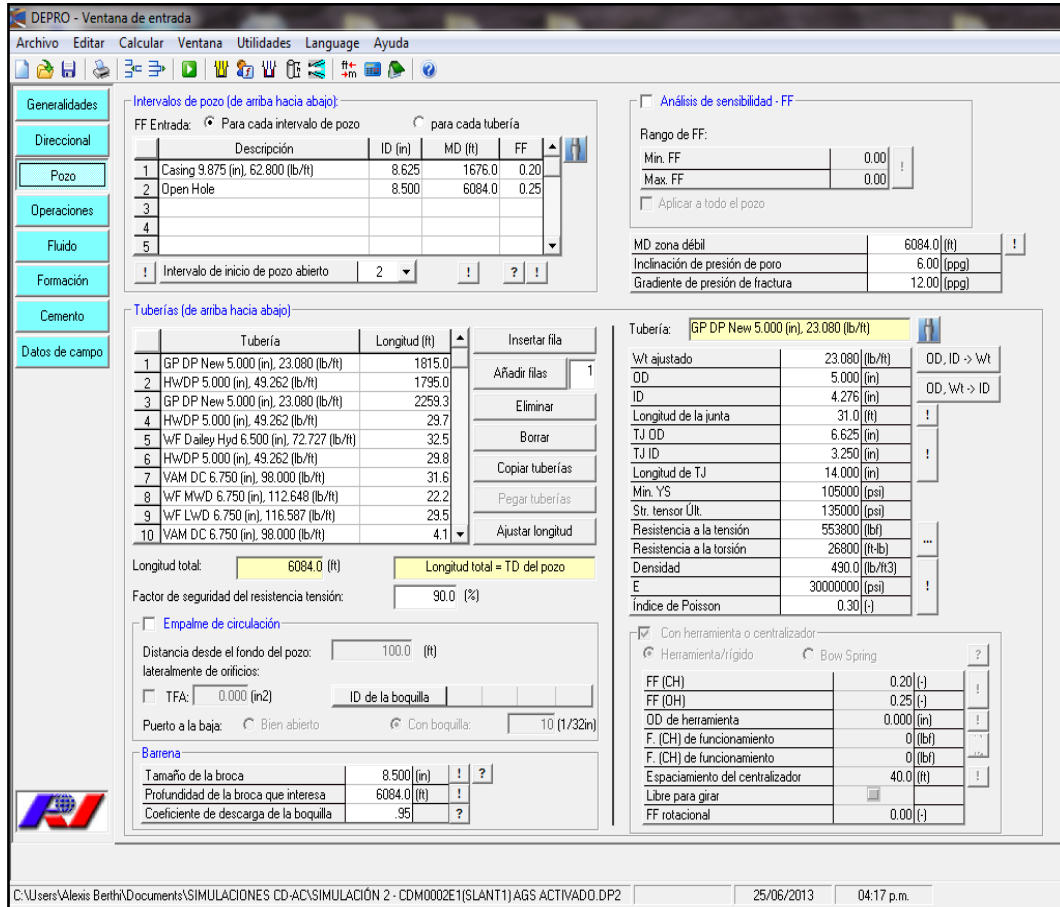 DEPRO - Ventana de entrada
Archivo Editar Calcular Ventana Utilidades Language Ayuda
Generalidades
Direccional
Pozo
Operaciones
Fluido
Formación
Cemento
Datos de campo
Intervalos de pozo (de arriba hacia abajo):
FF Entrada: Para cada intervalo de pozo para cada tubería
Descripción ID (in) MD (ft) FF
1 Casing 9.875 (in), 62.800 (lb/ft) 8.625 1676.0 0.20
2 Open Hole 8.500 6084.0 0.25
3
4
5
! Intervalo de inicio de pozo abierto 2 ! ? !
Análisis de sensibilidad - FF
Rango de FF:
Min. FF 0.00
Max. FF 0.00
!
Aplicar a todo el pozo
MD zona débil 6084.0 (ft) !
Inclinación de presión de poro 6.00 (ppg)
Gradiente de presión de fractura 12.00 (ppg)
Tuberías (de arriba hacia abajo)
Tubería Longitud (ft)
1 GP DP New 5.000 (in), 23.080 (lb/ft) 1815.0
2 HWDP 5.000 (in), 49.262 (lb/ft) 1795.0
3 GP DP New 5.000 (in), 23.080 (lb/ft) 2259.3
4 HWDP 5.000 (in), 49.262 (lb/ft) 29.7
5 WF Dailey Hyd 6.500 (in), 72.727 (lb/ft) 32.5
6 HWDP 5.000 (in), 49.262 (lb/ft) 29.8
7 VAM DC 6.750 (in), 98.000 (lb/ft) 31.6
8 WF MWD 6.750 (in), 112.648 (lb/ft) 22.2
9 WF LWD 6.750 (in), 116.587 (lb/ft) 29.5
10 VAM DC 6.750 (in), 98.000 (lb/ft) 4.1
Insertar fila
Añadir filas 1
Eliminar
Borrar
Copiar tuberías
Pegar tuberías
Ajustar longitud
Longitud total: 6084.0 (ft) Longitud total = TD del pozo
Factor de seguridad del resistencia tensión: 90.0 (%)
Empalme de circulación
Distancia desde el fondo del pozo: 100.0 (ft)
lateralmente de orificios:
TFA: 0.000 (in2) ID de la boquilla
Puerto a la baja: Bien abierto Con boquilla: 10 (1/32in)
Barrena
Tamaño de la broca 8.500 (in) ! ?
Profundidad de la broca que interesa 6084.0 (ft) !
Coeficiente de descarga de la boquilla .95 ?
Tubería: GP DP New 5.000 (in), 23.080 (lb/ft)
Wt ajustado 23.080 (lb/ft) OD, ID -> Wt
OD 5.000 (in)
ID 4.276 (in) OD, Wt -> ID
Longitud de la junta 31.0 (ft) !
TJ OD 6.625 (in)
TJ ID 3.250 (in) !
Longitud de TJ 14.000 (in)
Min. YS 105000 (psi)
Str. tensor Últ. 135000 (psi)
Resistencia a la tensión 553800 (lbf)
Resistencia a la torsión 26800 (ft-lb) ...
Densidad 490.0 (lb/ft3)
E 30000000 (psi) !
Índice de Poisson 0.30 (-)
Con herramienta o centralizador
Herramienta/rígido Bow Spring ?
FF (CH) 0.20 (-)
FF (OH) 0.25 (-) !
OD de herramienta 0.000 (in) !
F. (CH) de funcionamiento 0 (lbf)
F. (CH) de funcionamiento 0 (lbf)
Espaciamiento del centralizador 40.0 (ft) !
Libre para girar
FF rotacional 0.00 (-)
C:\Users\Alexis Berthi\Documents\SIMULACIONES CD-AC\SIMULACIÓN 2 - CDM0002E1(SLANT1) AGS ACTIVADO.DP2 25/06/2013 04:17 p.m.